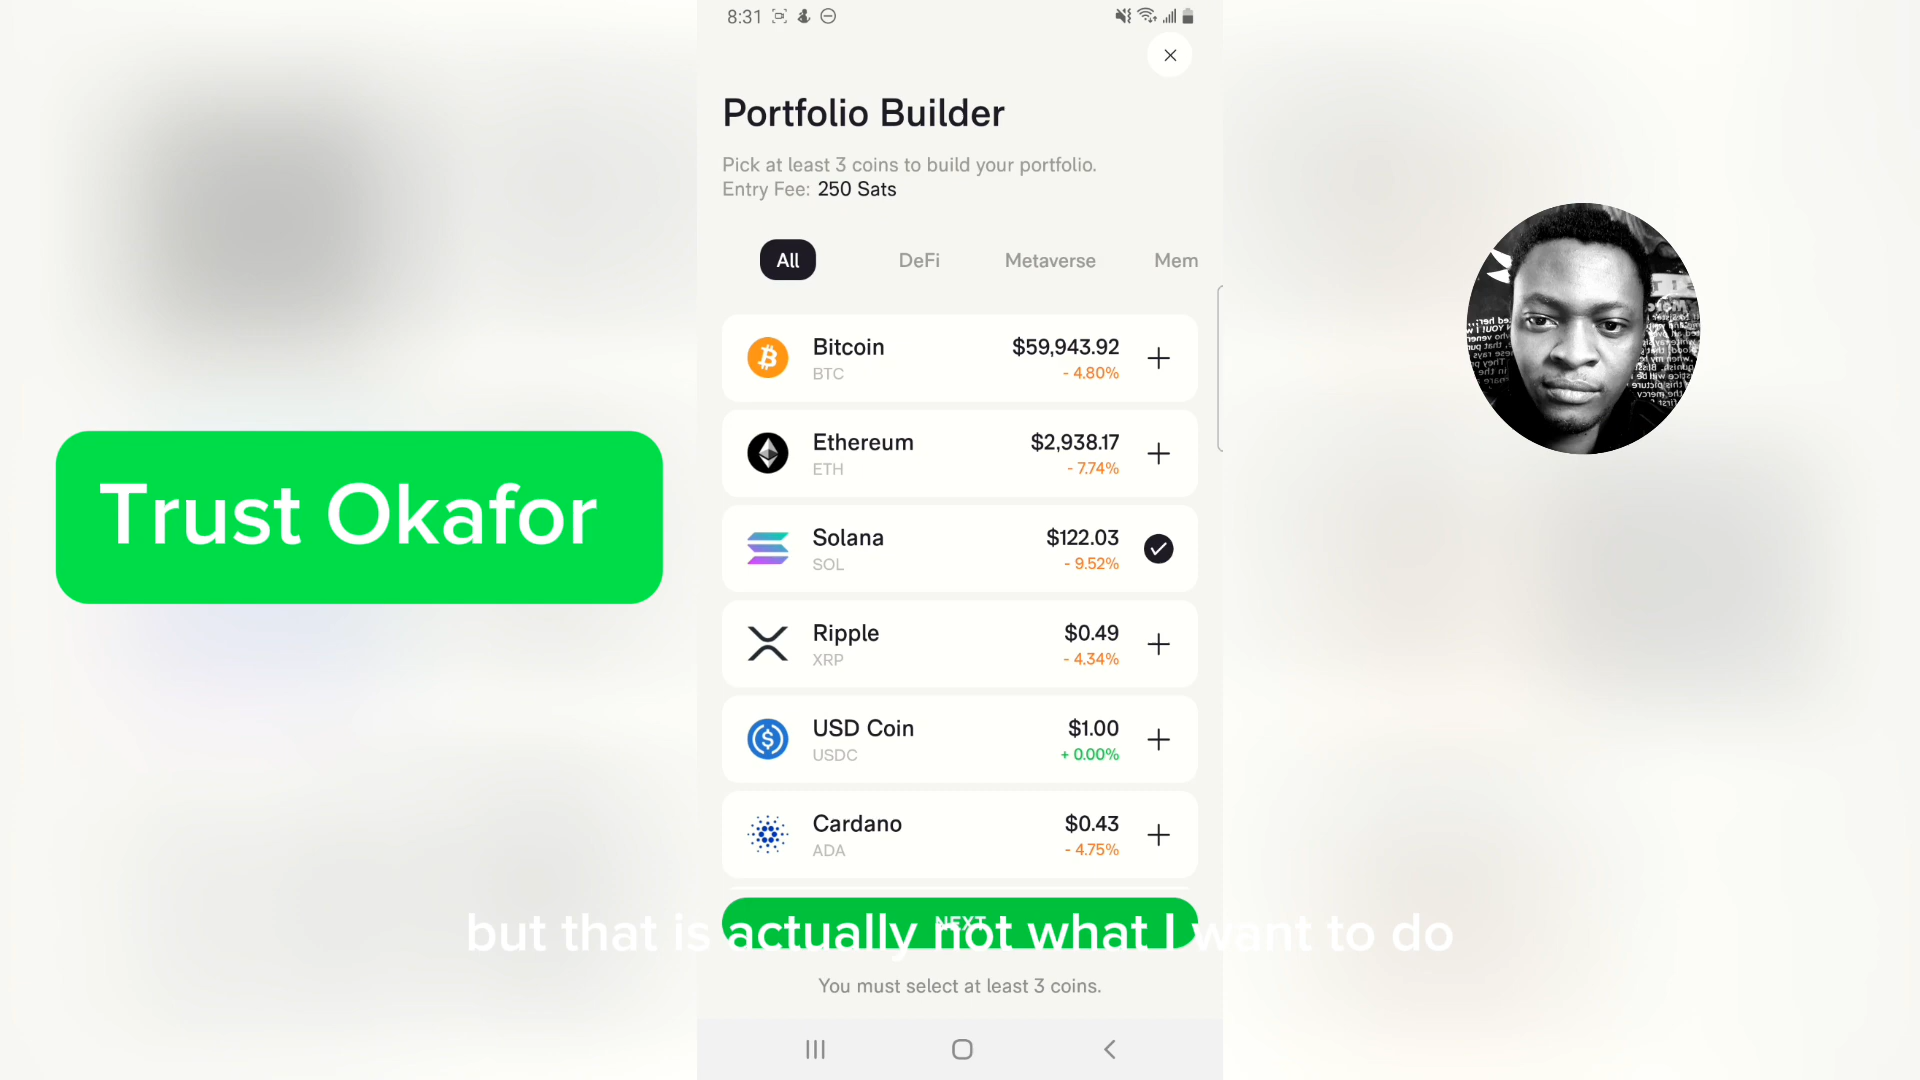 8:31
Portfolio Builder
Pick at least 3 coins to build your portfolio.
Entry Fee: 250 Sats
All DeFi Metaverse Mem
Bitcoin $59,943.92
BTC - 4.80%
Ethereum $2,938.17
ETH - 7.74%
Trust Okafor
Solana $122.03
SOL - 9.52%
Ripple $0.49
XRP - 4.34%
USD Coin $1.00
USDC + 0.00%
Cardano $0.43
ADA - 4.75%
NEXT
but that is actually not what I want to do
You must select at least 3 coins.